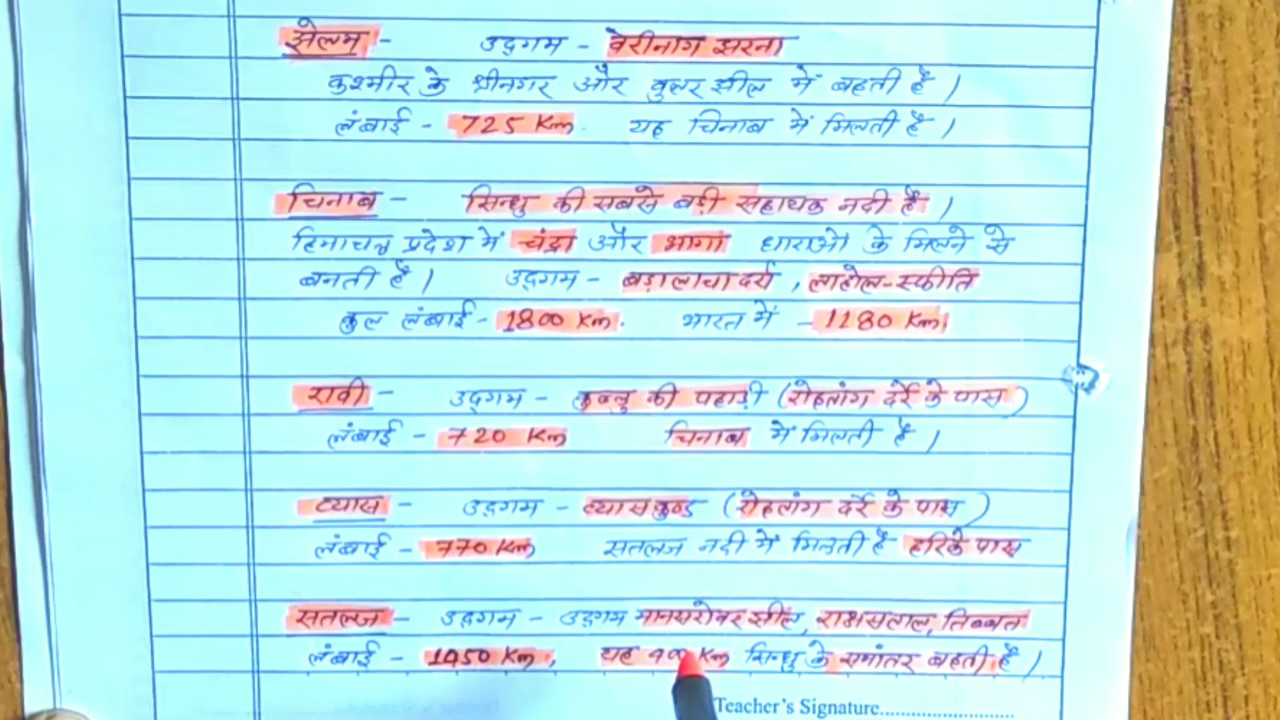 झेलम - उद्गम - वेरीनाग झरना
कश्मीर के श्रीनगर और वुलर झील में बहती है।
लंबाई - 725 Km. यह चिनाब में मिलती है।
चिनाब - सिन्धु की सबसे बड़ी सहायक नदी है।
हिमाचल प्रदेश में चंद्रा और भागा धाराओं के मिलने से
बनती है। उद्गम - बड़ालाचा दर्रा, लाहोल-स्फीति
कुल लंबाई - 1800 Km. भारत में - 1180 Km.
रावी - उद्गम - कुल्लु की पहाड़ी (रोहतांग दर्रे के पास)
लंबाई - 720 Km चिनाब में मिलती है।
व्यास - उद्गम - व्यासकुण्ड (रोहतांग दर्रे के पास)
लंबाई - 770 Km सतलज नदी में मिलती है हरिके पास
सतलज - उद्गम - उद्गम मानसरोवर झील, राक्षसताल, तिब्बत
लंबाई - 1450 Km, यह 400 Km सिन्धु के समांतर बहती है।
Teacher's Signature........................